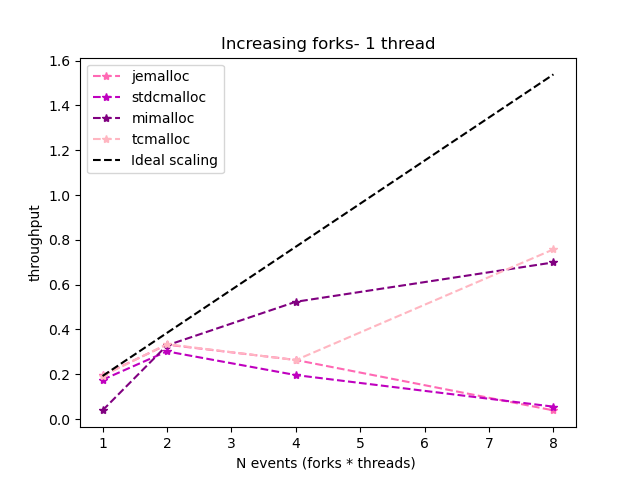 Increasing forks- 1 thread
1.6
1.4
1.2
1.0
0.8
0.6
0.4
0.2
0.0
throughput
jemalloc
stdcmalloc
mimalloc
tcmalloc
Ideal scaling
1 2 3 4 5 6 7 8
N events (forks * threads)